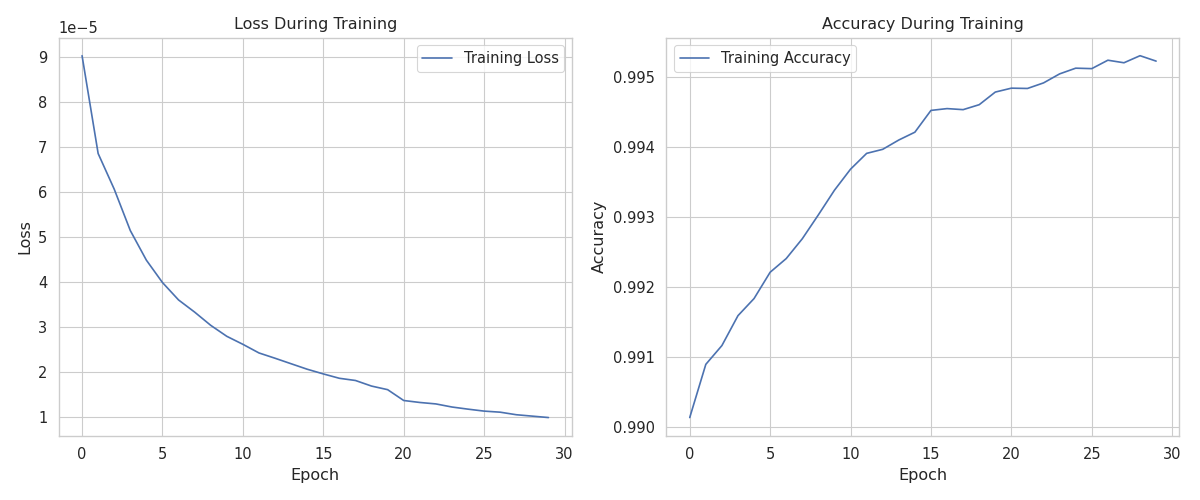 Loss During Training
1e−5
Training Loss
9
8
7
6
5
4
3
2
1
Loss
0 5 10 15 20 25 30
Epoch
Accuracy During Training
Training Accuracy
0.995
0.994
0.993
0.992
0.991
0.990
Accuracy
0 5 10 15 20 25 30
Epoch